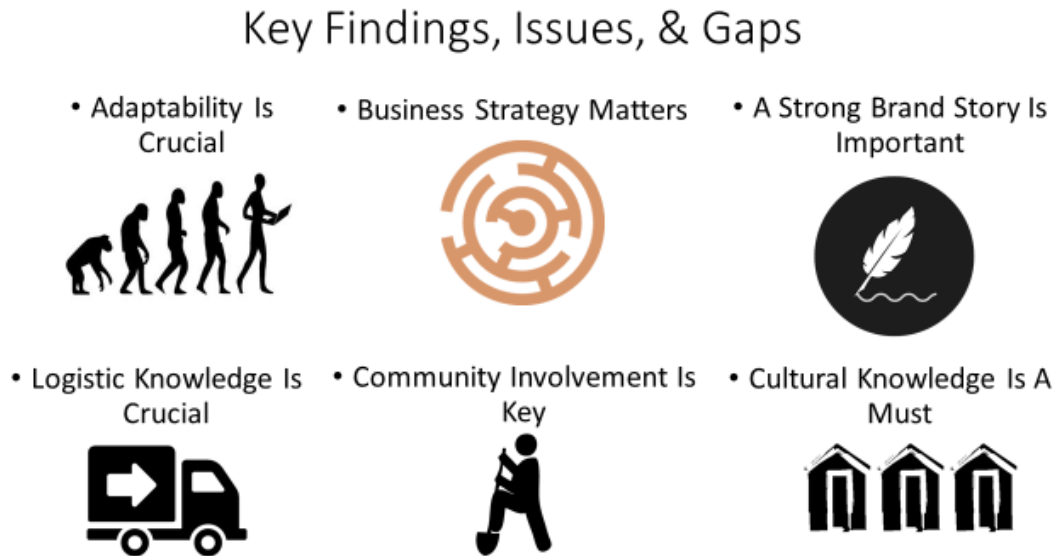 Key Findings, Issues, & Gaps
• Adaptability Is
Crucial
• Business Strategy Matters
• A Strong Brand Story Is
Important
• Logistic Knowledge Is
Crucial
• Community Involvement Is
Key
• Cultural Knowledge Is A
Must